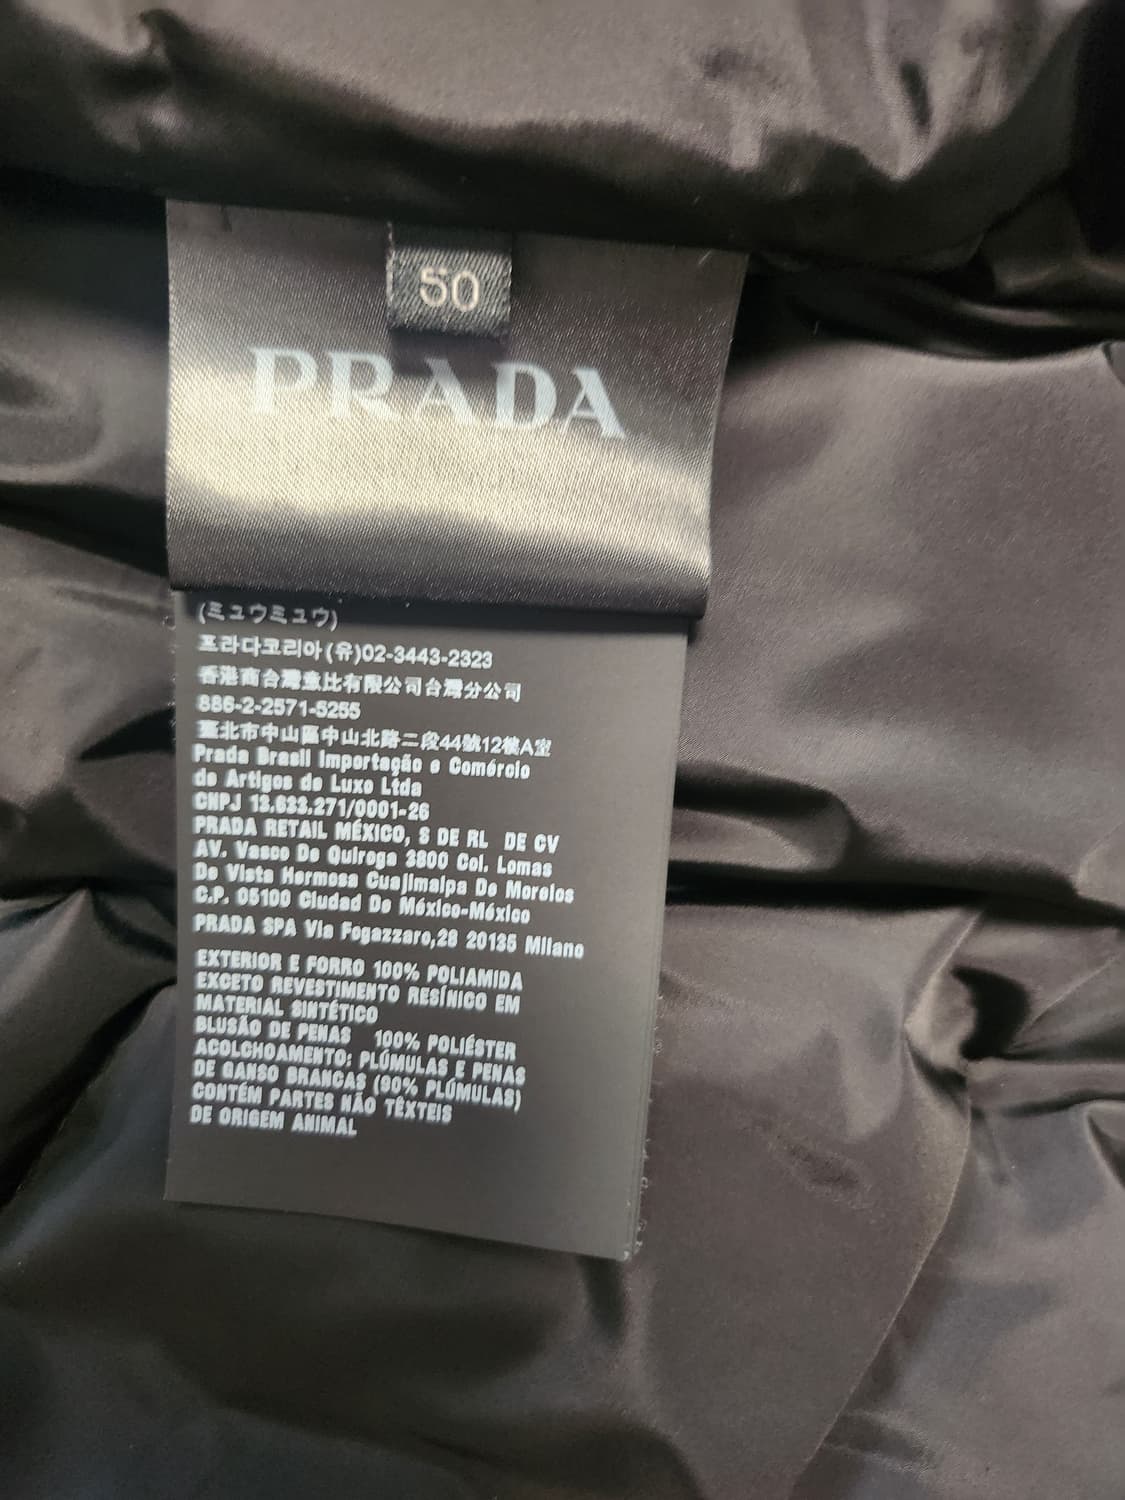 50
PRADA
(ミュウミュウ)
프라다코리아(유)02-3443-2323
香港商台灣魚比有限公司台灣分公司
886-2-2571-5255
臺北市中山區中山北路二段44號12樓A室
Prada Brasil Importação e Comércio
de Artigos de Luxo Ltda
CNPJ 13.633.271/0001-26
PRADA RETAIL MÉXICO, S DE RL DE CV
AV. Vasco De Quiroga 3800 Col. Lomas
De Vista Hermosa Cuajimalpa De Morelos
C.P. 05100 Ciudad De México-México
PRADA SPA Via Fogazzaro,28 20135 Milano
EXTERIOR E FORRO 100% POLIAMIDA
EXCETO REVESTIMENTO RESÍNICO EM
MATERIAL SINTÉTICO
BLUSÃO DE PENAS 100% POLIÉSTER
ACOLCHOAMENTO: PLÚMULAS E PENAS
DE GANSO BRANCAS (90% PLÚMULAS)
CONTÉM PARTES NÃO TÊXTEIS
DE ORIGEM ANIMAL